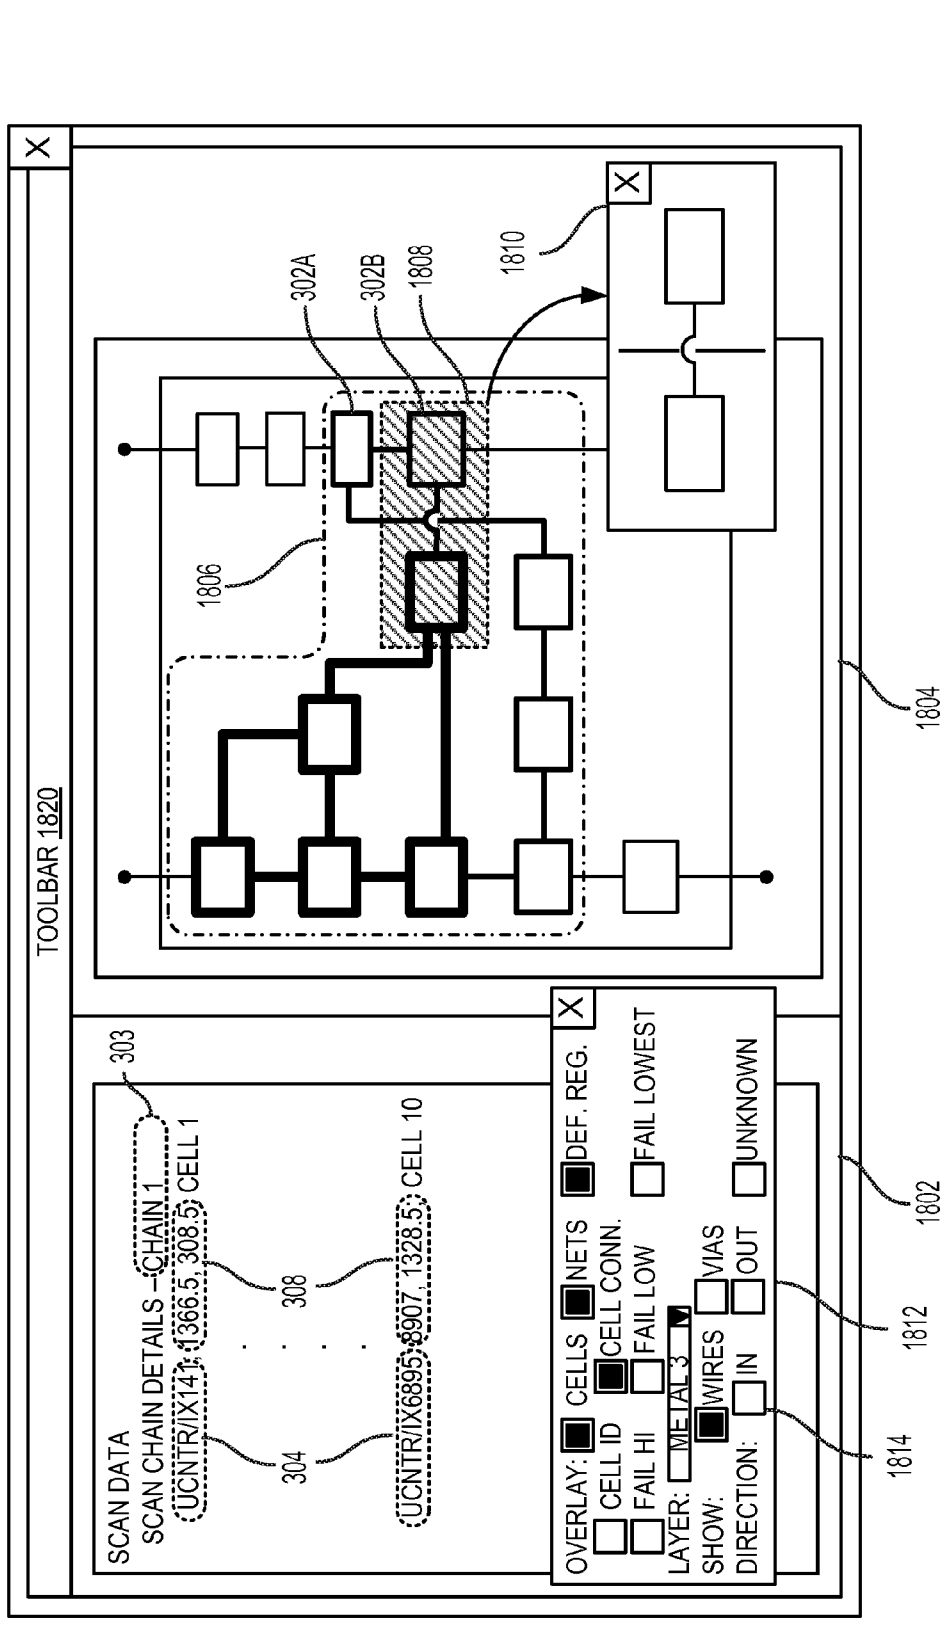 TOOLBAR 1820
X
SCAN DATA
SCAN CHAIN DETAILS – CHAIN 1
UCNTR/IX141, 1366.5, 308.5; CELL 1
. . . .
UCNTR/IX6895, 8907, 1328.5; CELL 10
303
304
308
X
OVERLAY: CELLS NETS DEF. REG.
CELL ID CELL CONN.
FAIL HI FAIL LOW FAIL LOWEST
LAYER: METAL 3
SHOW: WIRES VIAS
DIRECTION: IN OUT UNKNOWN
1814
1812
1802
1806
302A
302B
1808
1810
X
1804